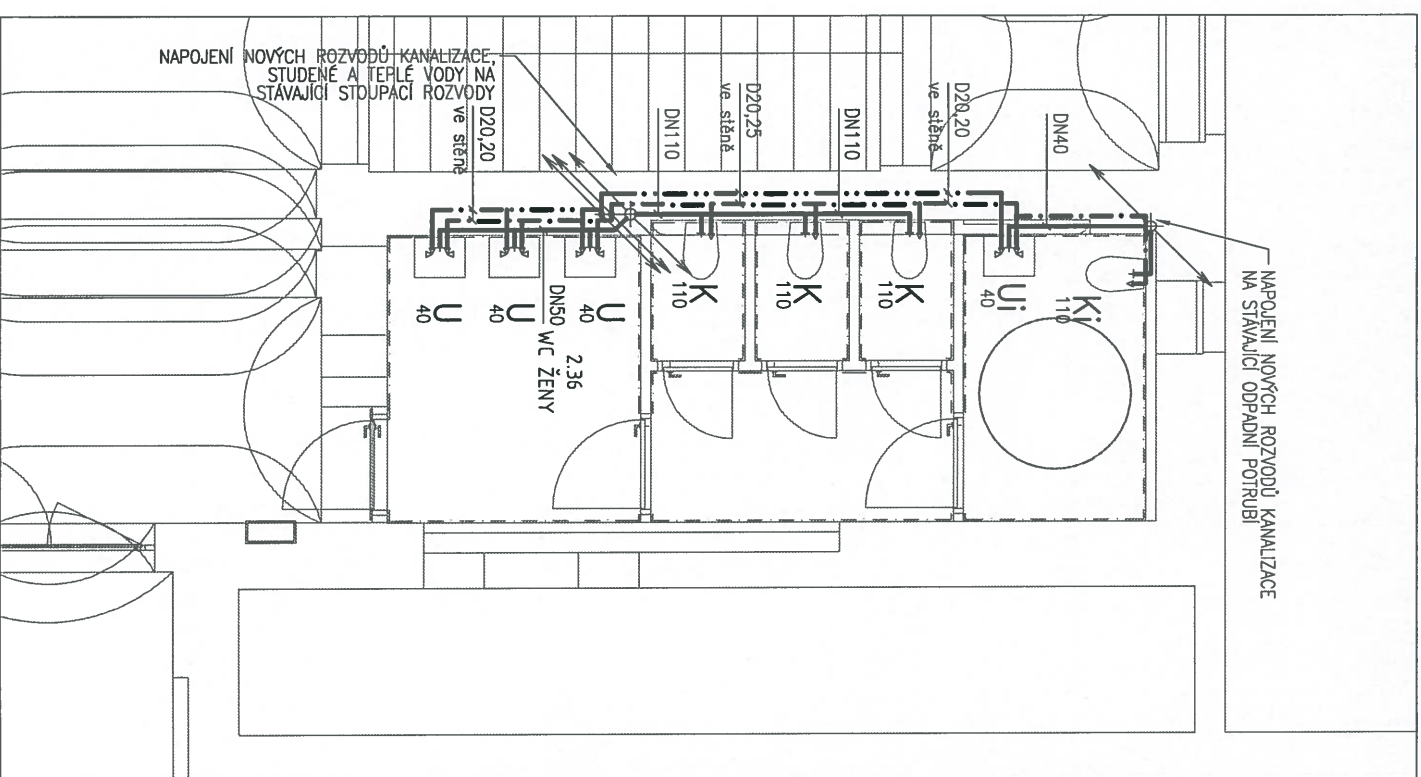 NAPOJENÍ NOVÝCH ROZVODŮ KANALIZACE,
STUDENÉ A TEPLÉ VODY NA
STÁVAJÍCÍ STOUPACÍ ROZVODY
D20,20
ve stěně
DN110
D20,25
ve stěně
DN110
D20,20
ve stěně
DN40
NAPOJENÍ NOVÝCH ROZVODŮ KANALIZACE
NA STÁVAJÍCÍ ODPADNÍ POTRUBÍ
U
40
U
40
U
40
DN50
K
110
K
110
K
110
Ui
40
Ki
110
2.36
WC ŽENY